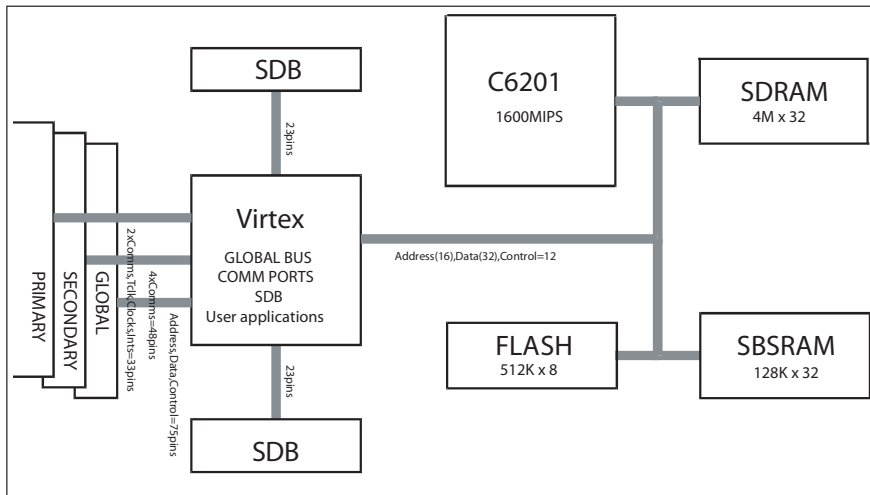 SDB
23pins
C6201
1600MIPS
SDRAM
4M x 32
PRIMARY
SECONDARY
GLOBAL
2xComms,Tclk,Clocks,Ints=33pins
4xComms=48pins
Address,Data,Control=75pins
Virtex
GLOBAL BUS
COMM PORTS
SDB
User applications
Address(16),Data(32),Control=12
FLASH
512K x 8
SBSRAM
128K x 32
23pins
SDB